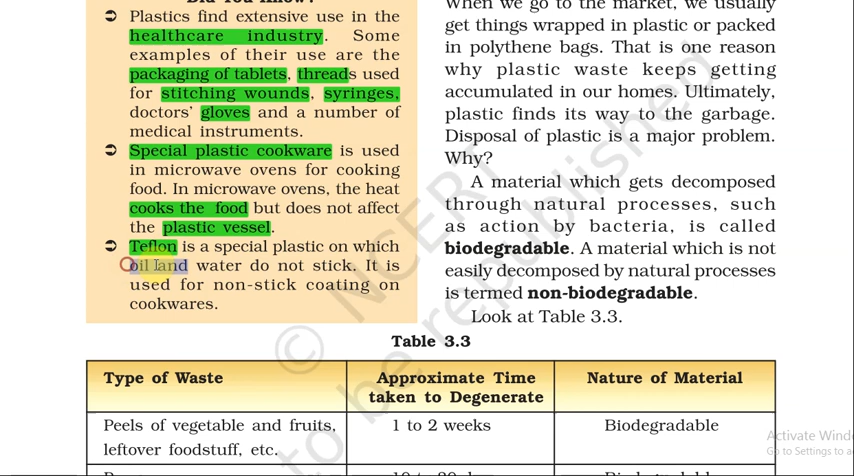 Did You Know?
➲ Plastics find extensive use in the
healthcare industry. Some
examples of their use are the
packaging of tablets, threads used
for stitching wounds, syringes,
doctors' gloves and a number of
medical instruments.
➲ Special plastic cookware is used
in microwave ovens for cooking
food. In microwave ovens, the heat
cooks the food but does not affect
the plastic vessel.
➲ Teflon is a special plastic on which
oil and water do not stick. It is
used for non-stick coating on
cookwares.
When we go to the market, we usually
get things wrapped in plastic or packed
in polythene bags. That is one reason
why plastic waste keeps getting
accumulated in our homes. Ultimately,
plastic finds its way to the garbage.
Disposal of plastic is a major problem.
Why?
A material which gets decomposed
through natural processes, such
as action by bacteria, is called
biodegradable. A material which is not
easily decomposed by natural processes
is termed non-biodegradable.
Look at Table 3.3.
Table 3.3
Type of Waste Approximate Time Nature of Material
taken to Degenerate
Peels of vegetable and fruits, 1 to 2 weeks Biodegradable
leftover foodstuff, etc.
© NCERT
to be republished
Activate Wind
Go to Settings to a